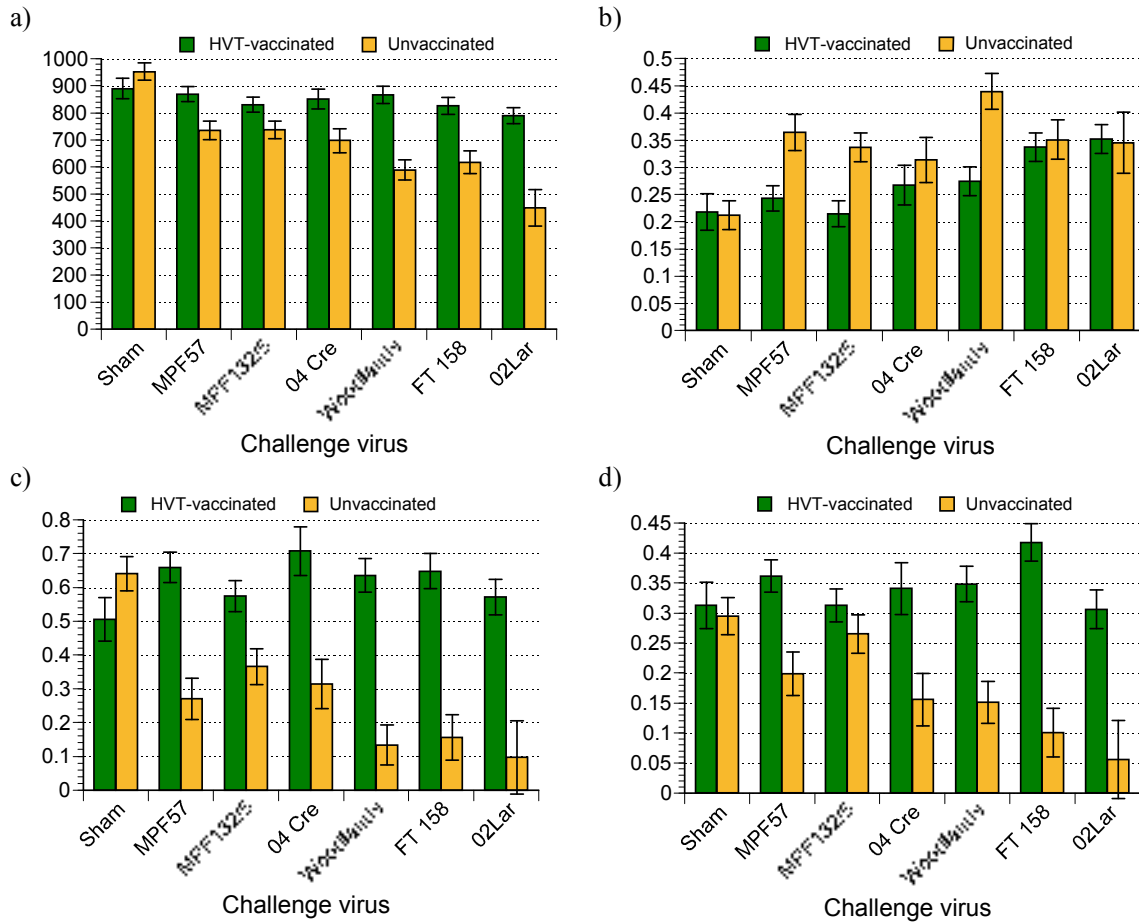 a)
HVT-vaccinated Unvaccinated
1000
900
800
700
600
500
400
300
200
100
0
Sham MPF57 04 Cre FT 158 02Lar
Challenge virus
b)
HVT-vaccinated Unvaccinated
0.5
0.45
0.4
0.35
0.3
0.25
0.2
0.15
0.1
0.05
0
Sham MPF57 04 Cre FT 158 02Lar
Challenge virus
c)
HVT-vaccinated Unvaccinated
0.8
0.7
0.6
0.5
0.4
0.3
0.2
0.1
0
Sham MPF57 04 Cre FT 158 02Lar
Challenge virus
d)
HVT-vaccinated Unvaccinated
0.45
0.4
0.35
0.3
0.25
0.2
0.15
0.1
0.05
0
Sham MPF57 04 Cre FT 158 02Lar
Challenge virus